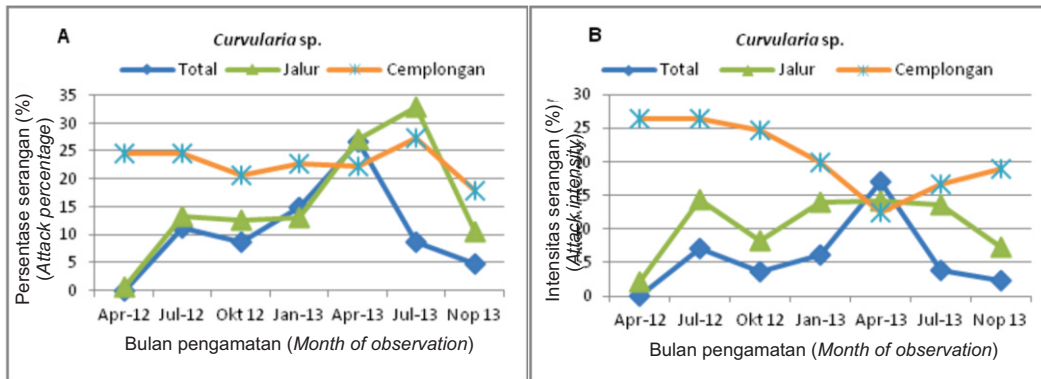 A
Curvularia sp.
Total Jalur Cemplongan
Persentase serangan (%)
(Attack percentage)
35
30
25
20
15
10
5
0
Apr-12 Jul-12 Okt 12 Jan-13 Apr-13 Jul-13 Nop 13
Bulan pengamatan (Month of observation)
B
Curvularia sp.
Total Jalur Cemplongan
Intensitas serangan (%)
(Attack intensity)
30
25
20
15
10
5
0
Apr-12 Jul-12 Okt 12 Jan-13 Apr-13 Jul-13 Nop 13
Bulan pengamatan (Month of observation)